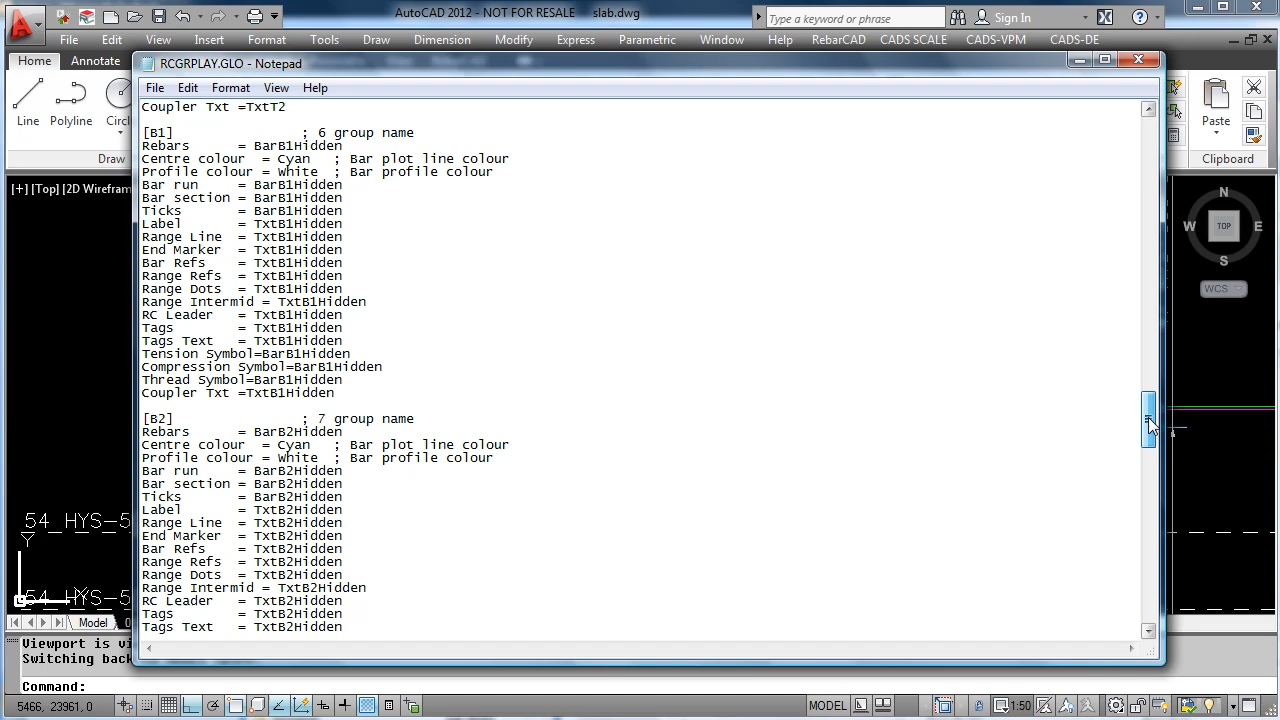 AutoCAD 2012 - NOT FOR RESALE slab.dwg
Type a keyword or phrase
Sign In
File Edit View Insert Format Tools Draw Dimension Modify Express Parametric Window Help RebarCAD CADS SCALE CADS-VPM CADS-DE
Home Annotate
Line Polyline Circl
Draw
Paste
Clipboard
[+] [Top] [2D Wirefram
RCGRPLAY.GLO - Notepad
File Edit Format View Help
Coupler Txt =TxtT2
[B1] ; 6 group name
Rebars = BarB1Hidden
Centre colour = Cyan ; Bar plot line colour
Profile colour = White ; Bar profile colour
Bar run = BarB1Hidden
Bar section = BarB1Hidden
Ticks = BarB1Hidden
Label = TxtB1Hidden
Range Line = TxtB1Hidden
End Marker = TxtB1Hidden
Bar Refs = TxtB1Hidden
Range Refs = TxtB1Hidden
Range Dots = TxtB1Hidden
Range Intermid = TxtB1Hidden
RC Leader = TxtB1Hidden
Tags = TxtB1Hidden
Tags Text = TxtB1Hidden
Tension Symbol=BarB1Hidden
Compression Symbol=BarB1Hidden
Thread Symbol=BarB1Hidden
Coupler Txt =TxtB1Hidden
[B2] ; 7 group name
Rebars = BarB2Hidden
Centre colour = Cyan ; Bar plot line colour
Profile colour = White ; Bar profile colour
Bar run = BarB2Hidden
Bar section = BarB2Hidden
Ticks = BarB2Hidden
Label = TxtB2Hidden
Range Line = TxtB2Hidden
End Marker = TxtB2Hidden
Bar Refs = TxtB2Hidden
Range Refs = TxtB2Hidden
Range Dots = TxtB2Hidden
Range Intermid = TxtB2Hidden
RC Leader = TxtB2Hidden
Tags = TxtB2Hidden
Tags Text = TxtB2Hidden
N
W TOP E
S
WCS
54 HYS-5
54 HYS-5
Model
Viewport is vi
Switching back
Command:
5466, 23961, 0
MODEL
1:50